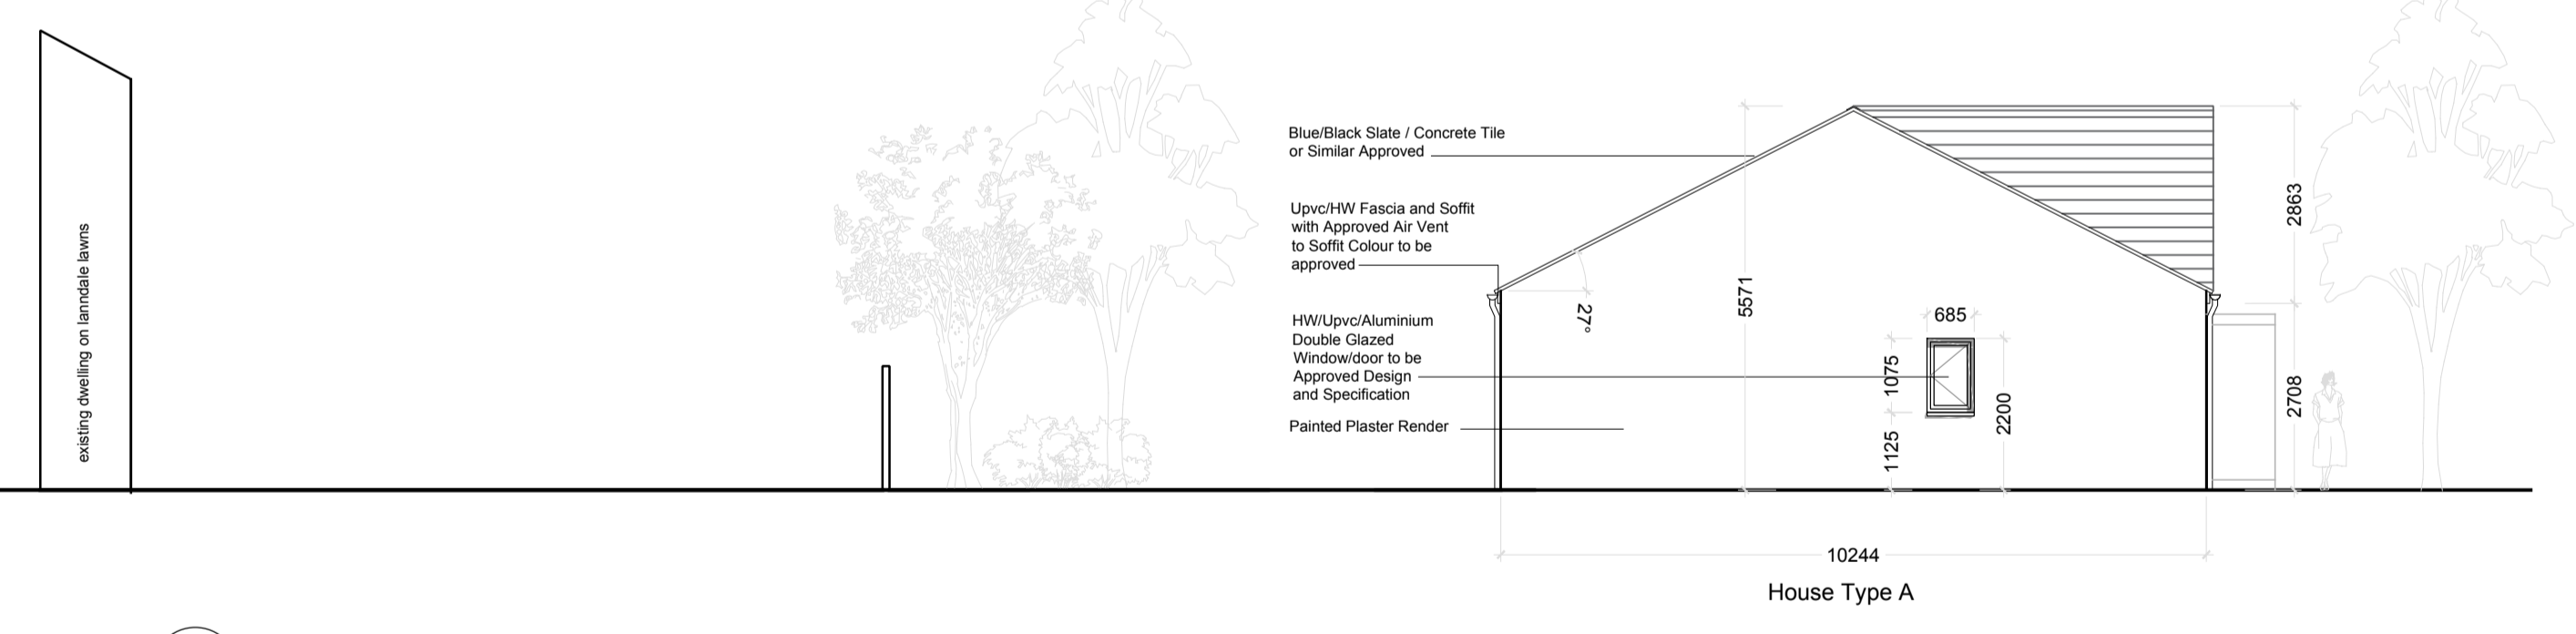 existing dwelling on lanndale lawns
Blue/Black Slate / Concrete Tile
or Similar Approved
Upvc/HW Fascia and Soffit
with Approved Air Vent
to Soffit Colour to be
approved
HW/Upvc/Aluminium
Double Glazed
Window/door to be
Approved Design
and Specification
Painted Plaster Render
27°
5571
685
1075
1125
2200
2863
2708
10244
House Type A